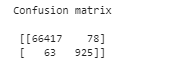 Confusion matrix
[[66417 78]
[ 63 925]]